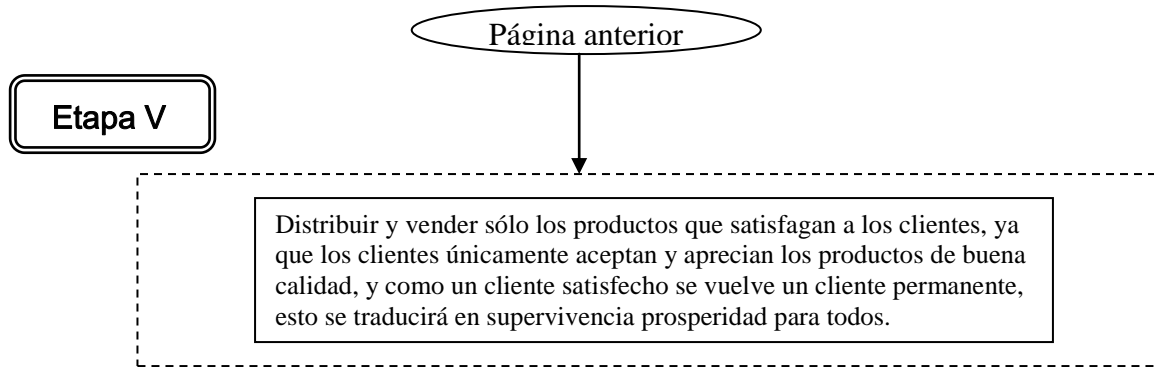 Página anterior
Etapa V
Distribuir y vender sólo los productos que satisfagan a los clientes, ya
que los clientes únicamente aceptan y aprecian los productos de buena
calidad, y como un cliente satisfecho se vuelve un cliente permanente,
esto se traducirá en supervivencia prosperidad para todos.